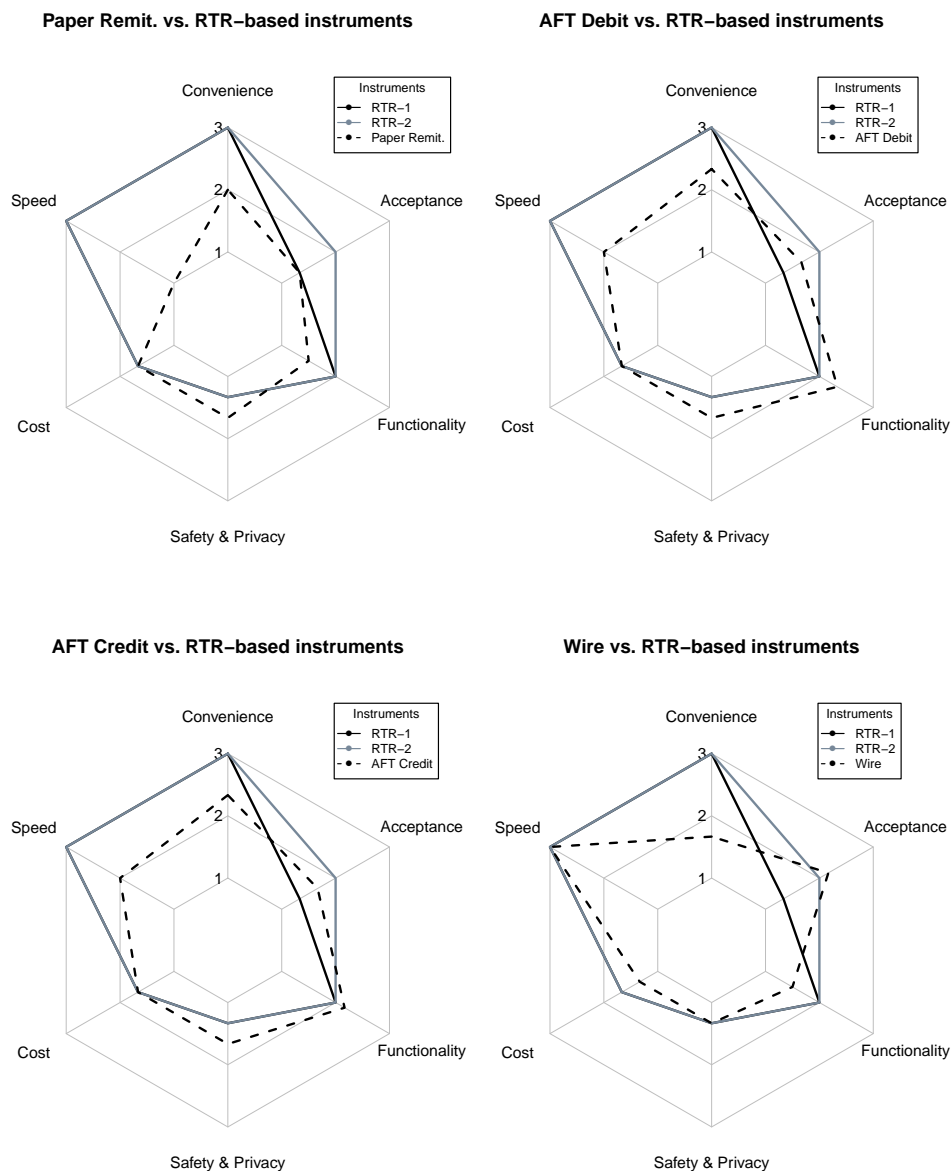 Paper Remit. vs. RTR−based instruments
Convenience
Instruments
RTR−1
RTR−2
Paper Remit.
3
2
1
Speed
Acceptance
Cost
Functionality
Safety & Privacy
AFT Debit vs. RTR−based instruments
Convenience
Instruments
RTR−1
RTR−2
AFT Debit
3
2
1
Speed
Acceptance
Cost
Functionality
Safety & Privacy
AFT Credit vs. RTR−based instruments
Convenience
Instruments
RTR−1
RTR−2
AFT Credit
3
2
1
Speed
Acceptance
Cost
Functionality
Safety & Privacy
Wire vs. RTR−based instruments
Convenience
Instruments
RTR−1
RTR−2
Wire
3
2
1
Speed
Acceptance
Cost
Functionality
Safety & Privacy